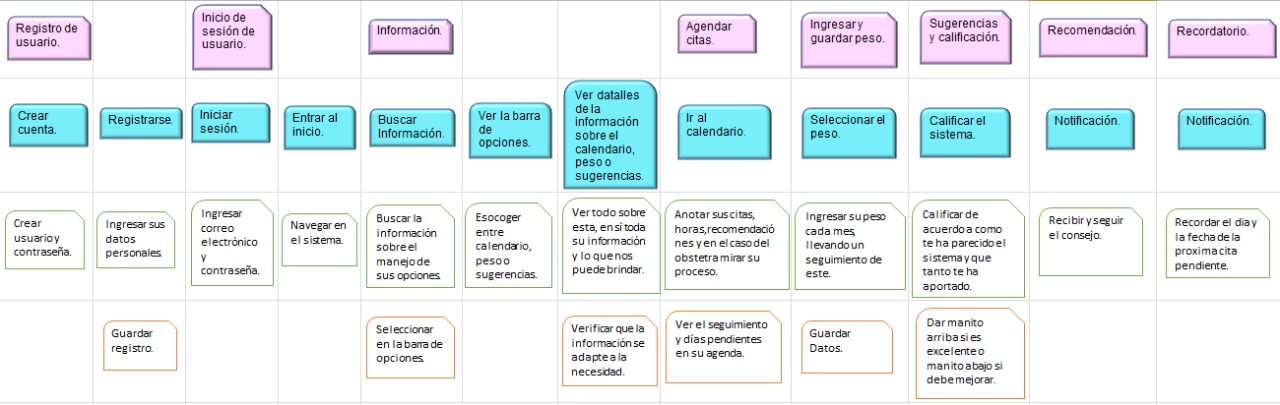 Registro de
usuario.
Inicio de
sesión de
usuario.
Información.
Agendar
citas.
Ingresar y
guardar peso.
Sugerencias
y calificación.
Recomendación.
Recordatorio.
Crear
cuenta.
Registrarse.
Iniciar
sesión.
Entrar al
inicio.
Buscar
Información.
Ver la barra
de
opciones.
Ver datalles
de la
información
sobre el
calendario,
peso o
sugerencias.
Ir al
calendario.
Seleccionar el
peso.
Calificar el
sistema.
Notificación.
Notificación.
Crear
usuario y
contraseña.
Ingresar sus
datos
personales.
Ingresar
correo
electrónico
y
contraseña.
Navegar en
el sistema.
Buscar la
información
sobre el
manejo de
sus opciones.
Esocoger
entre
calendario,
peso o
sugerencias.
Ver todo sobre
esta, en sí toda
su información
y lo que nos
puede brindar.
Anotar sus citas,
horas,recomendacio
nes y en el caso del
obstetra mirar su
proceso.
Ingresar su peso
cada mes,
llevando un
seguimiento de
este.
Calificar de
acuerdo a como
te ha parecido el
sistema y que
tanto te ha
aportado.
Recibir y seguir
el consejo.
Recordar el dia y
la fecha de la
proxima cita
pendiente.
Guardar
registro.
Seleccionar
en la barra de
opciones.
Verificar que la
información se
adapte a la
necesidad.
Ver el seguimiento
y días pendientes
en su agenda.
Guardar
Datos.
Dar manito
arriba si es
excelente o
manito abajo si
debe mejorar.